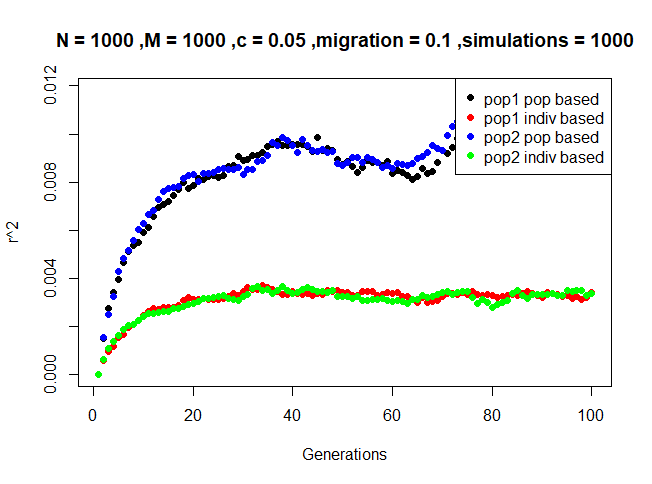 N = 1000 ,M = 1000 ,c = 0.05 ,migration = 0.1 ,simulations = 1000
0.012
0.008
0.004
0.000
r^2
pop1 pop based
pop1 indiv based
pop2 pop based
pop2 indiv based
0 20 40 60 80 100
Generations